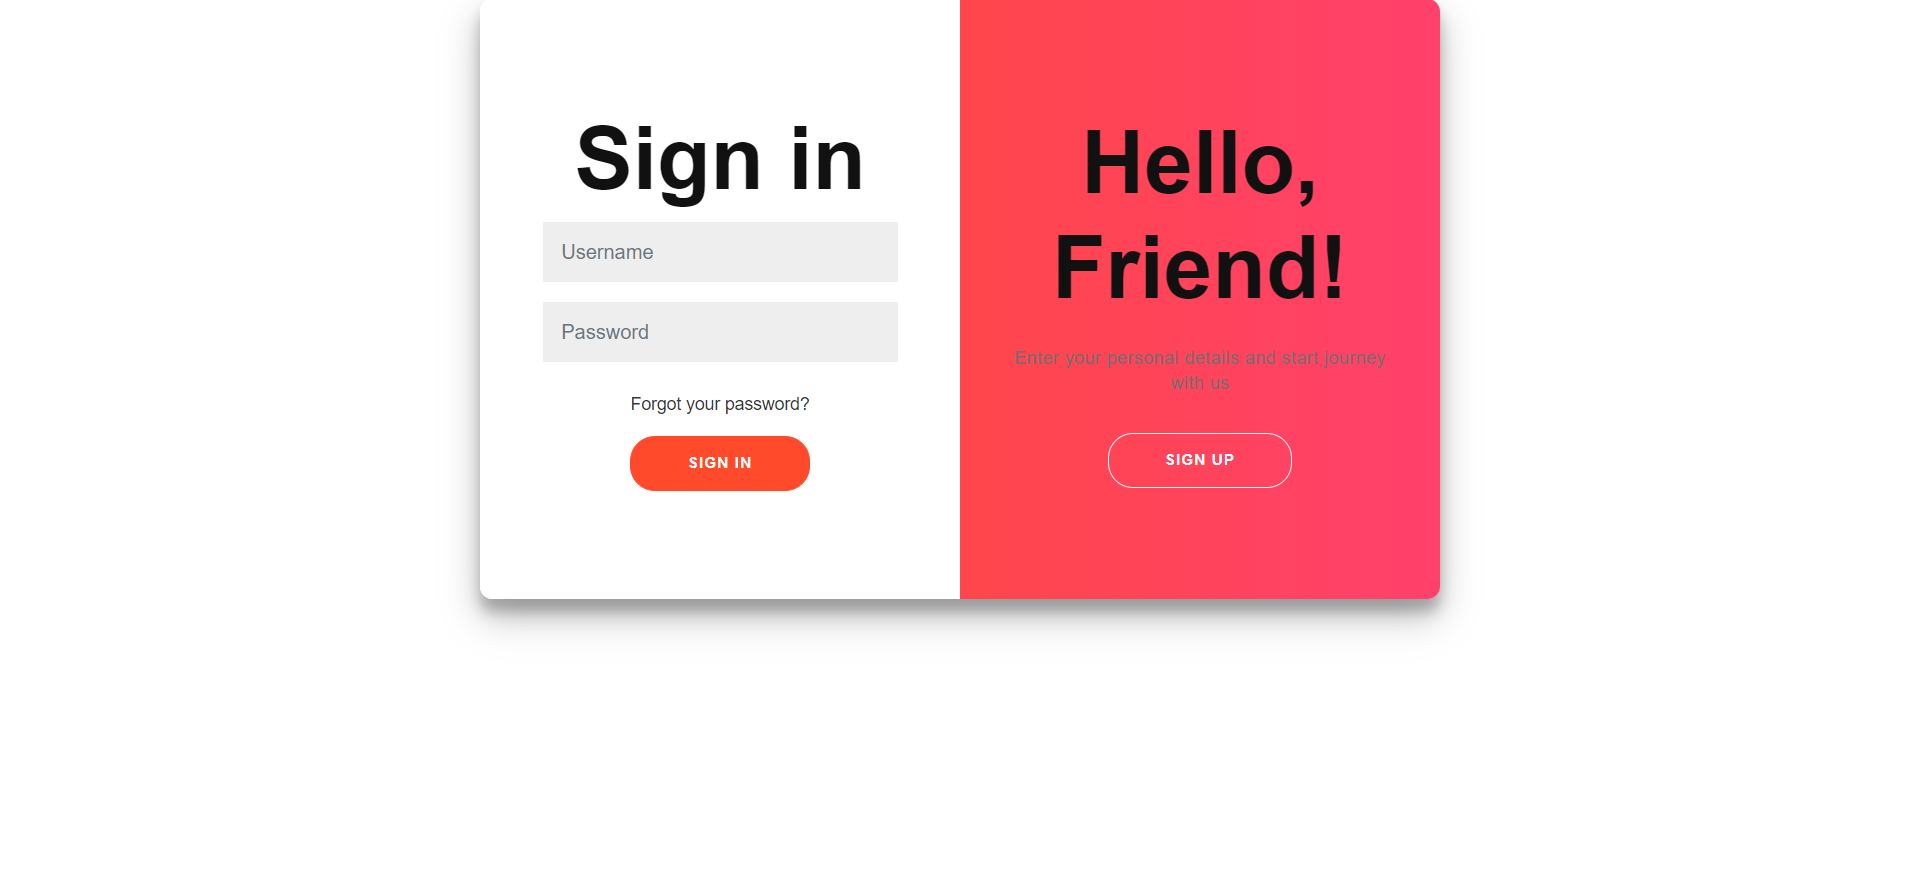 Sign in
Username
Password
Forgot your password?
SIGN IN
Hello,
Friend!
Enter your personal details and start journey
with us
SIGN UP